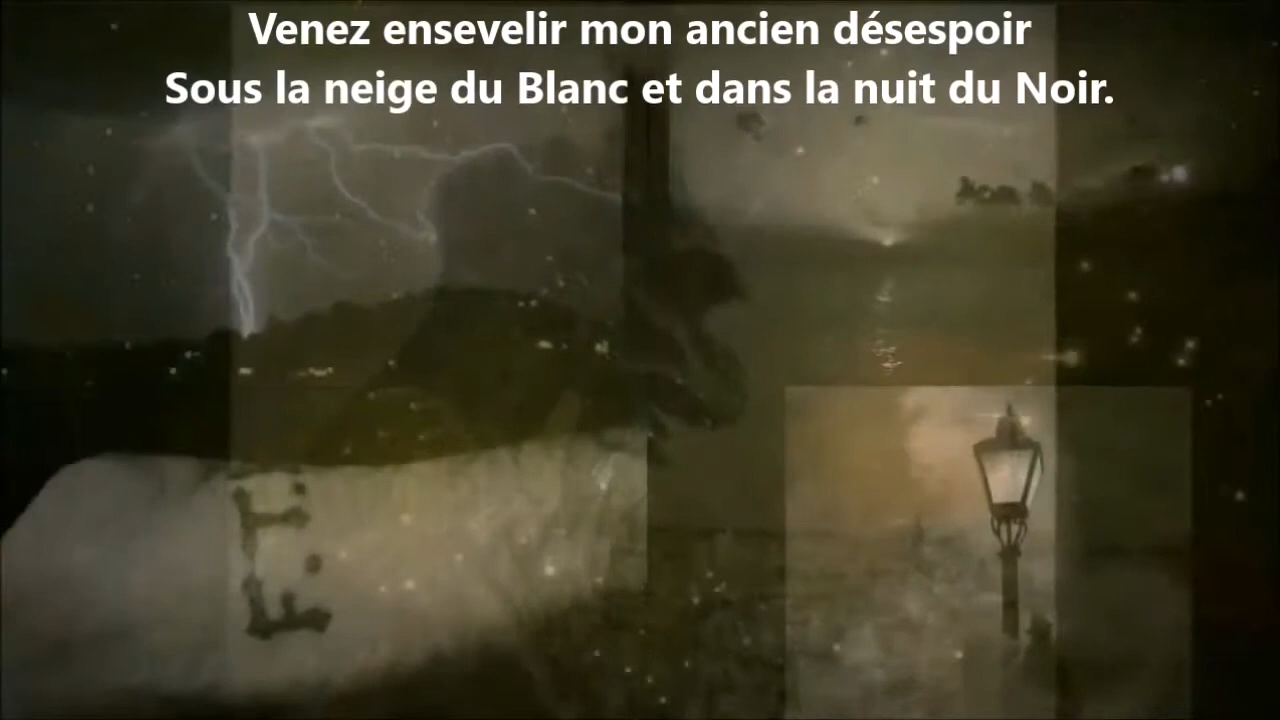 Venez ensevelir mon ancien désespoir
Sous la neige du Blanc et dans la nuit du Noir.